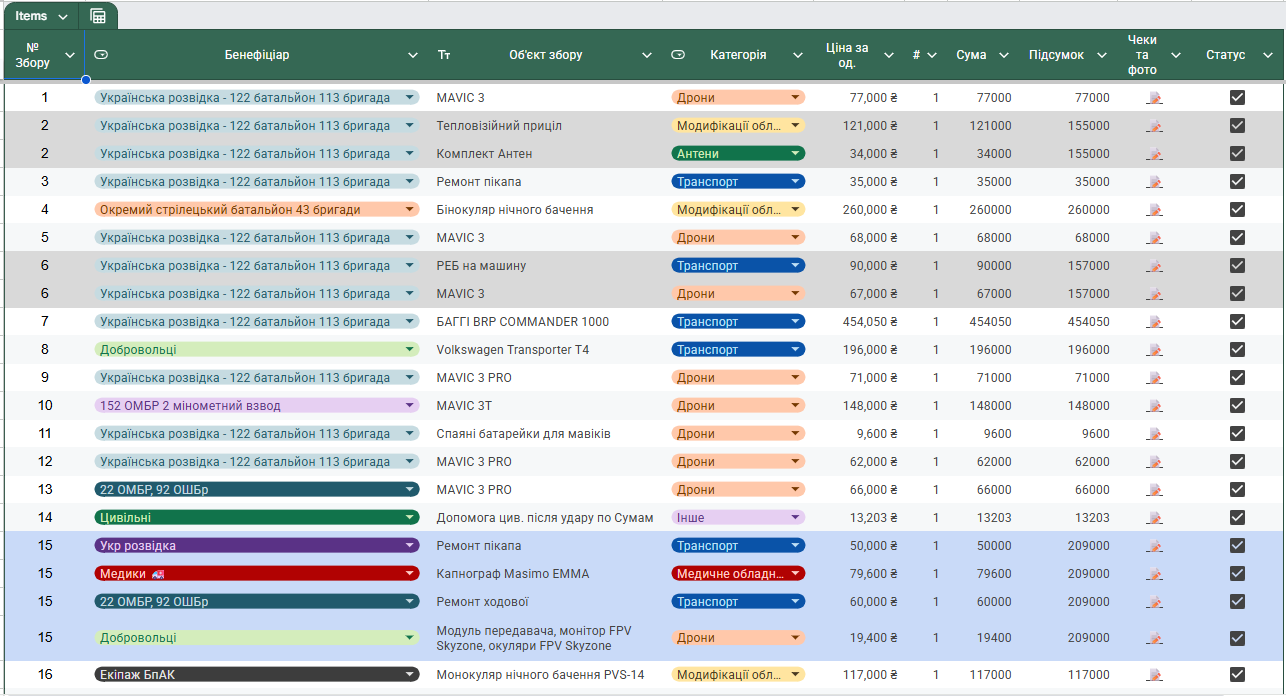 Items
№ Збору Бенефіціар Тт Об'єкт збору Категорія Ціна за од. # Сума Підсумок Чеки та фото Статус
1 Українська розвідка - 122 батальйон 113 бригада MAVIC 3 Дрони 77,000 ₴ 1 77000 77000
2 Українська розвідка - 122 батальйон 113 бригада Тепловізійний приціл Модифікації обл... 121,000 ₴ 1 121000 155000
2 Українська розвідка - 122 батальйон 113 бригада Комплект Антен Антени 34,000 ₴ 1 34000 155000
3 Українська розвідка - 122 батальйон 113 бригада Ремонт пікапа Транспорт 35,000 ₴ 1 35000 35000
4 Окремий стрілецький батальйон 43 бригади Бінокуляр нічного бачення Модифікації обл... 260,000 ₴ 1 260000 260000
5 Українська розвідка - 122 батальйон 113 бригада MAVIC 3 Дрони 68,000 ₴ 1 68000 68000
6 Українська розвідка - 122 батальйон 113 бригада РЕБ на машину Транспорт 90,000 ₴ 1 90000 157000
6 Українська розвідка - 122 батальйон 113 бригада MAVIC 3 Дрони 67,000 ₴ 1 67000 157000
7 Українська розвідка - 122 батальйон 113 бригада БАГГІ BRP COMMANDER 1000 Транспорт 454,050 ₴ 1 454050 454050
8 Добровольці Volkswagen Transporter T4 Транспорт 196,000 ₴ 1 196000 196000
9 Українська розвідка - 122 батальйон 113 бригада MAVIC 3 PRO Дрони 71,000 ₴ 1 71000 71000
10 152 ОМБР 2 мінометний взвод MAVIC 3T Дрони 148,000 ₴ 1 148000 148000
11 Українська розвідка - 122 батальйон 113 бригада Спаяні батарейки для мавіків Дрони 9,600 ₴ 1 9600 9600
12 Українська розвідка - 122 батальйон 113 бригада MAVIC 3 PRO Дрони 62,000 ₴ 1 62000 62000
13 22 ОМБР, 92 ОШБр MAVIC 3 PRO Дрони 66,000 ₴ 1 66000 66000
14 Цивільні Допомога цив. після удару по Сумам Інше 13,203 ₴ 1 13203 13203
15 Укр розвідка Ремонт пікапа Транспорт 50,000 ₴ 1 50000 209000
15 Медики Капнограф Masimo EMMA Медичне обладн... 79,600 ₴ 1 79600 209000
15 22 ОМБР, 92 ОШБр Ремонт ходової Транспорт 60,000 ₴ 1 60000 209000
15 Добровольці Модуль передавача, монітор FPV Skyzone, окуляри FPV Skyzone Дрони 19,400 ₴ 1 19400 209000
16 Екіпаж БпАК Монокуляр нічного бачення PVS-14 Модифікації обл... 117,000 ₴ 1 117000 117000